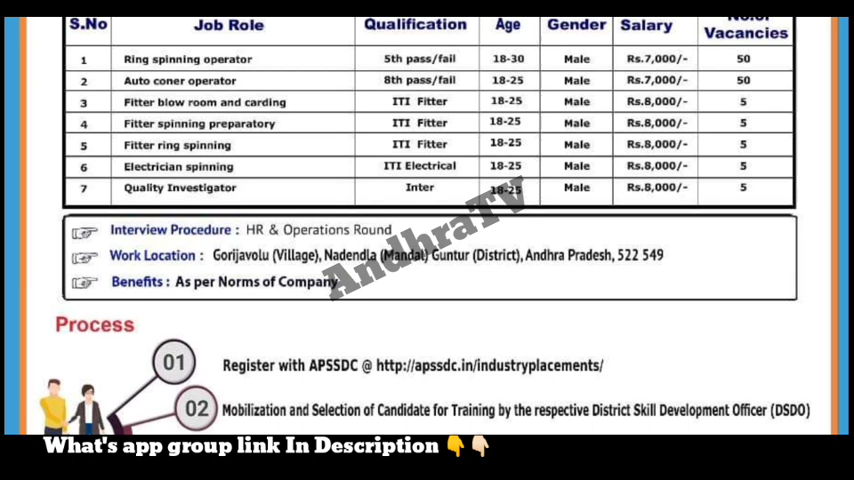 S.No Job Role Qualification Age Gender Salary No.of Vacancies
1 Ring spinning operator 5th pass/fail 18-30 Male Rs.7,000/- 50
2 Auto coner operator 8th pass/fail 18-25 Male Rs.7,000/- 50
3 Fitter blow room and carding ITI Fitter 18-25 Male Rs.8,000/- 5
4 Fitter spinning preparatory ITI Fitter 18-25 Male Rs.8,000/- 5
5 Fitter ring spinning ITI Fitter 18-25 Male Rs.8,000/- 5
6 Electrician spinning ITI Electrical 18-25 Male Rs.8,000/- 5
7 Quality Investigator Inter 18-25 Male Rs.8,000/- 5
AndhraTV
Interview Procedure : HR & Operations Round
Work Location : Gorijavolu (Village), Nadendla (Mandal) Guntur (District), Andhra Pradesh, 522 549
Benefits : As per Norms of Company
Process
01 Register with APSSDC @ http://apssdc.in/industryplacements/
02 Mobilization and Selection of Candidate for Training by the respective District Skill Development Officer (DSDO)
What's app group link In Description 👇👇🏻